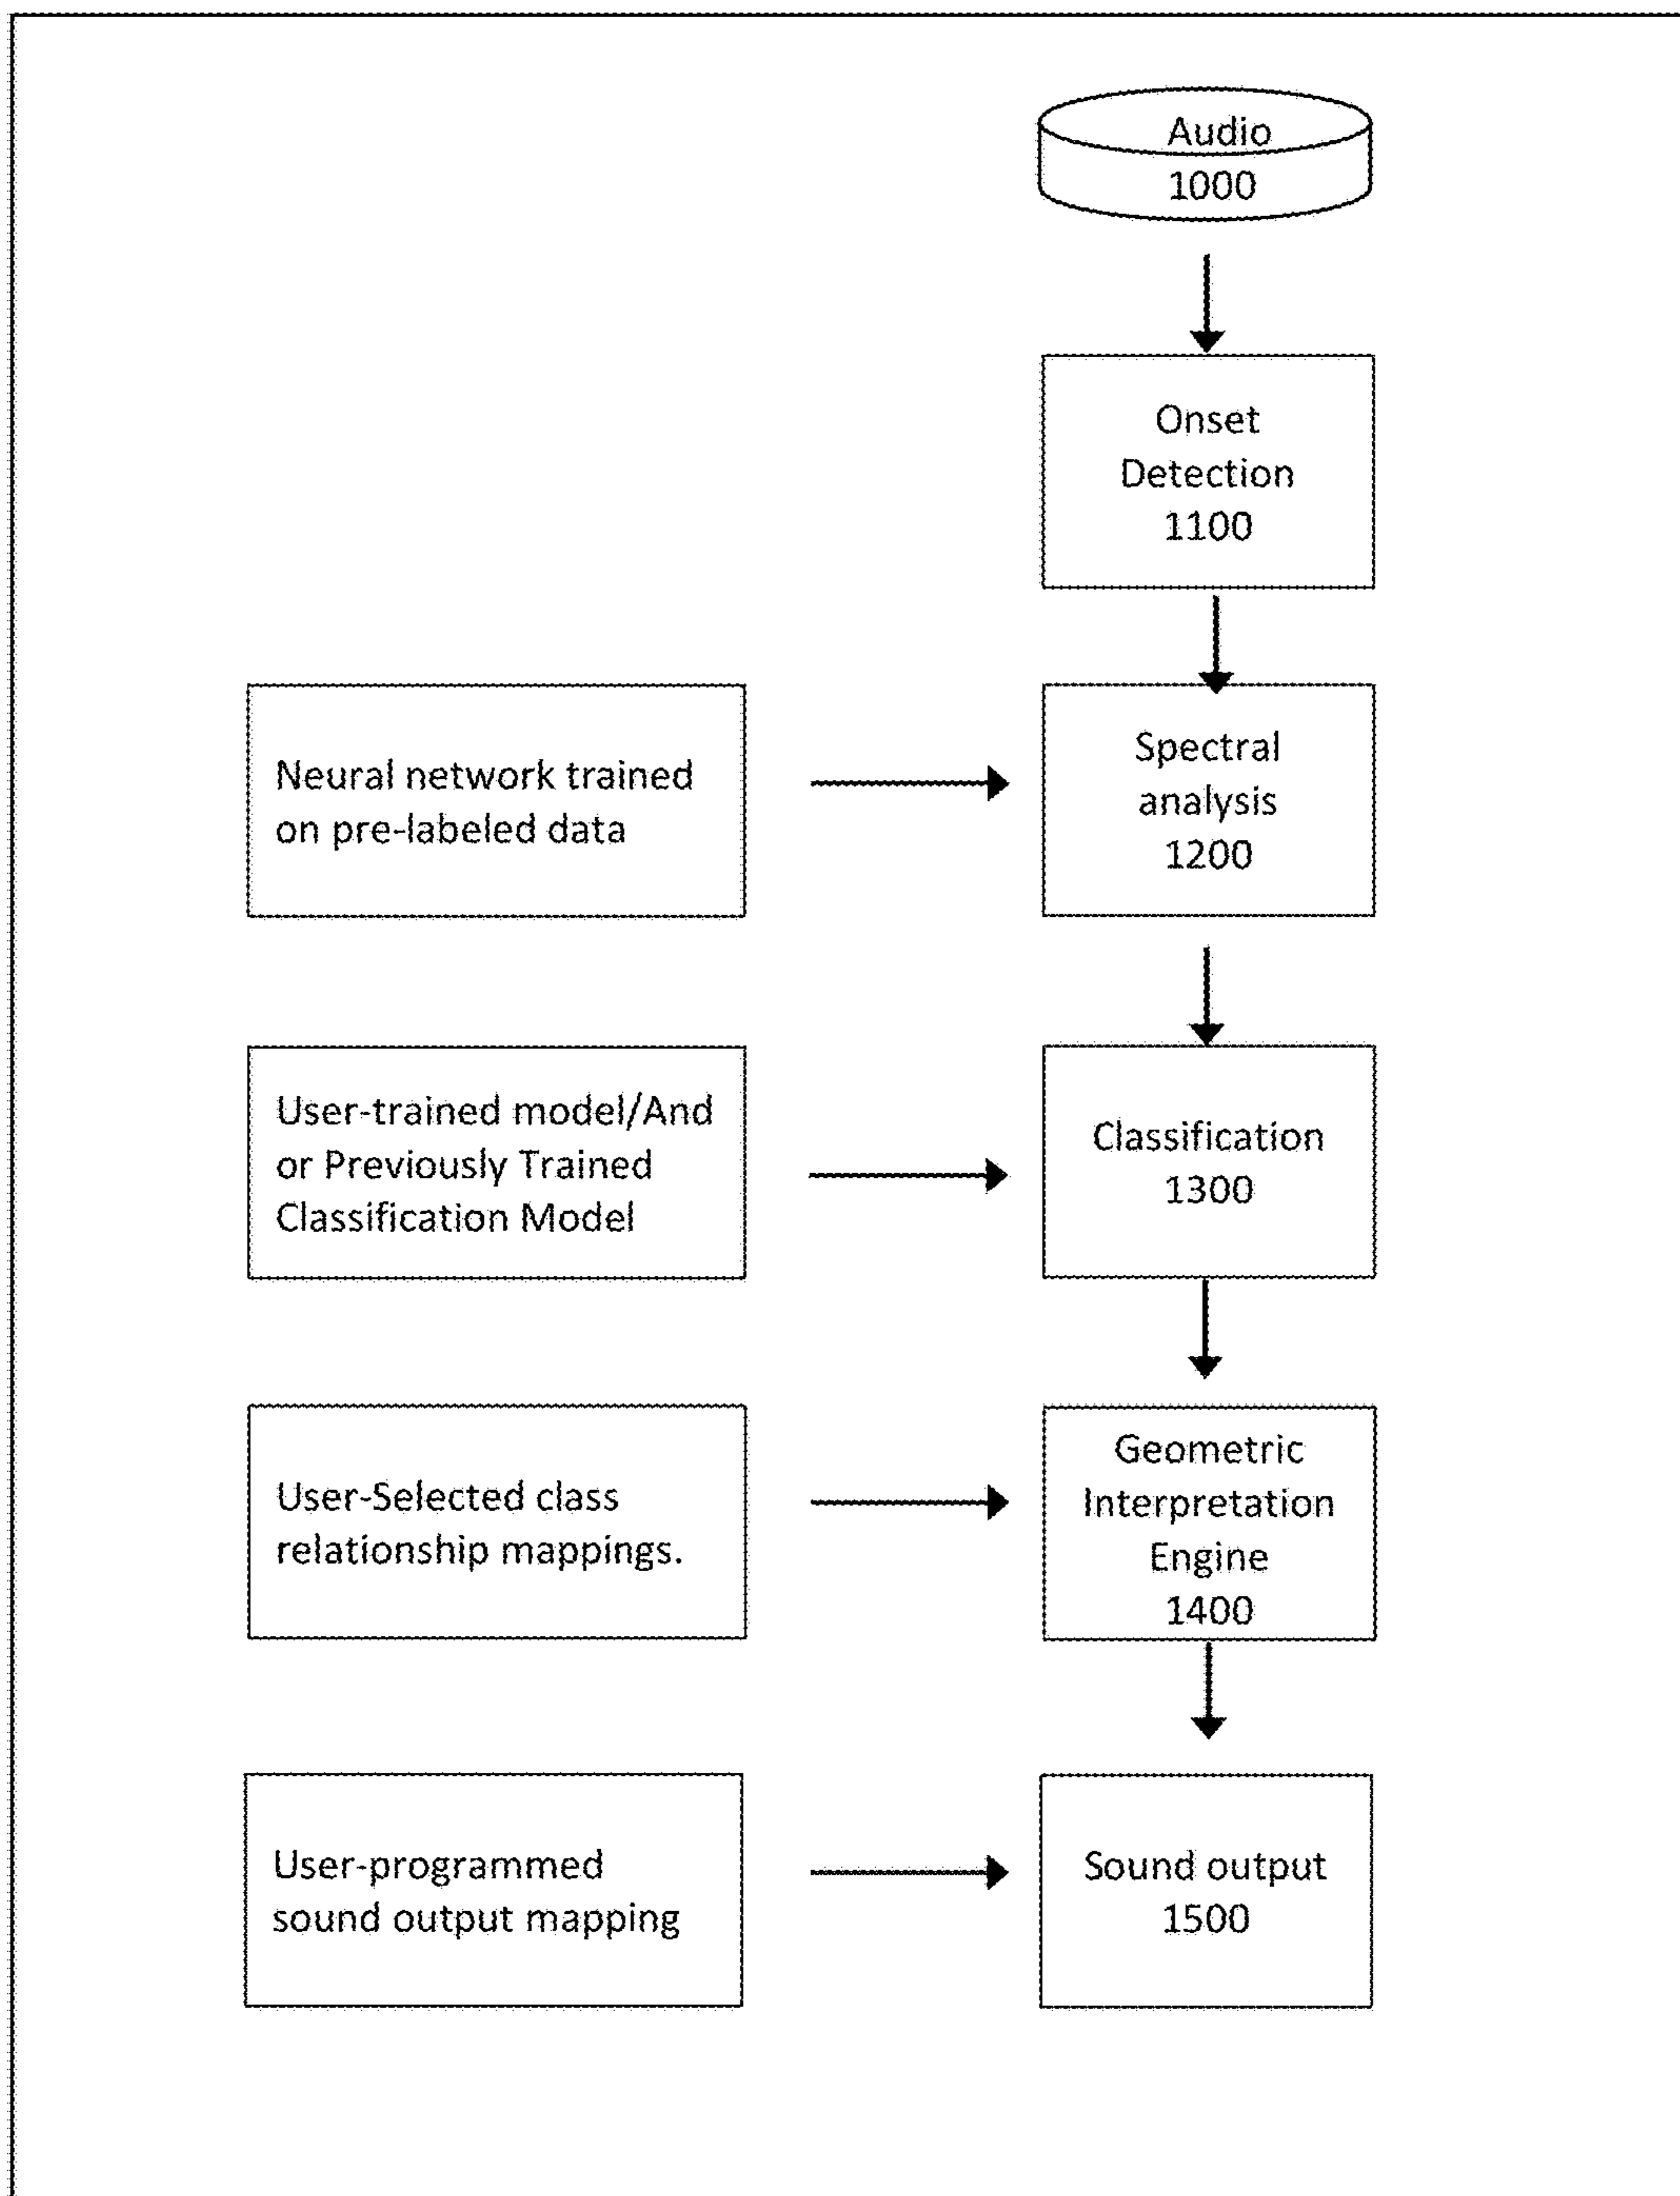 Audio
1000
Onset
Detection
1100
Neural network trained
on pre-labeled data
Spectral
analysis
1200
User-trained model/And
or Previously Trained
Classification Model
Classification
1300
User-Selected class
relationship mappings.
Geometric
Interpretation
Engine
1400
User-programmed
sound output mapping
Sound output
1500